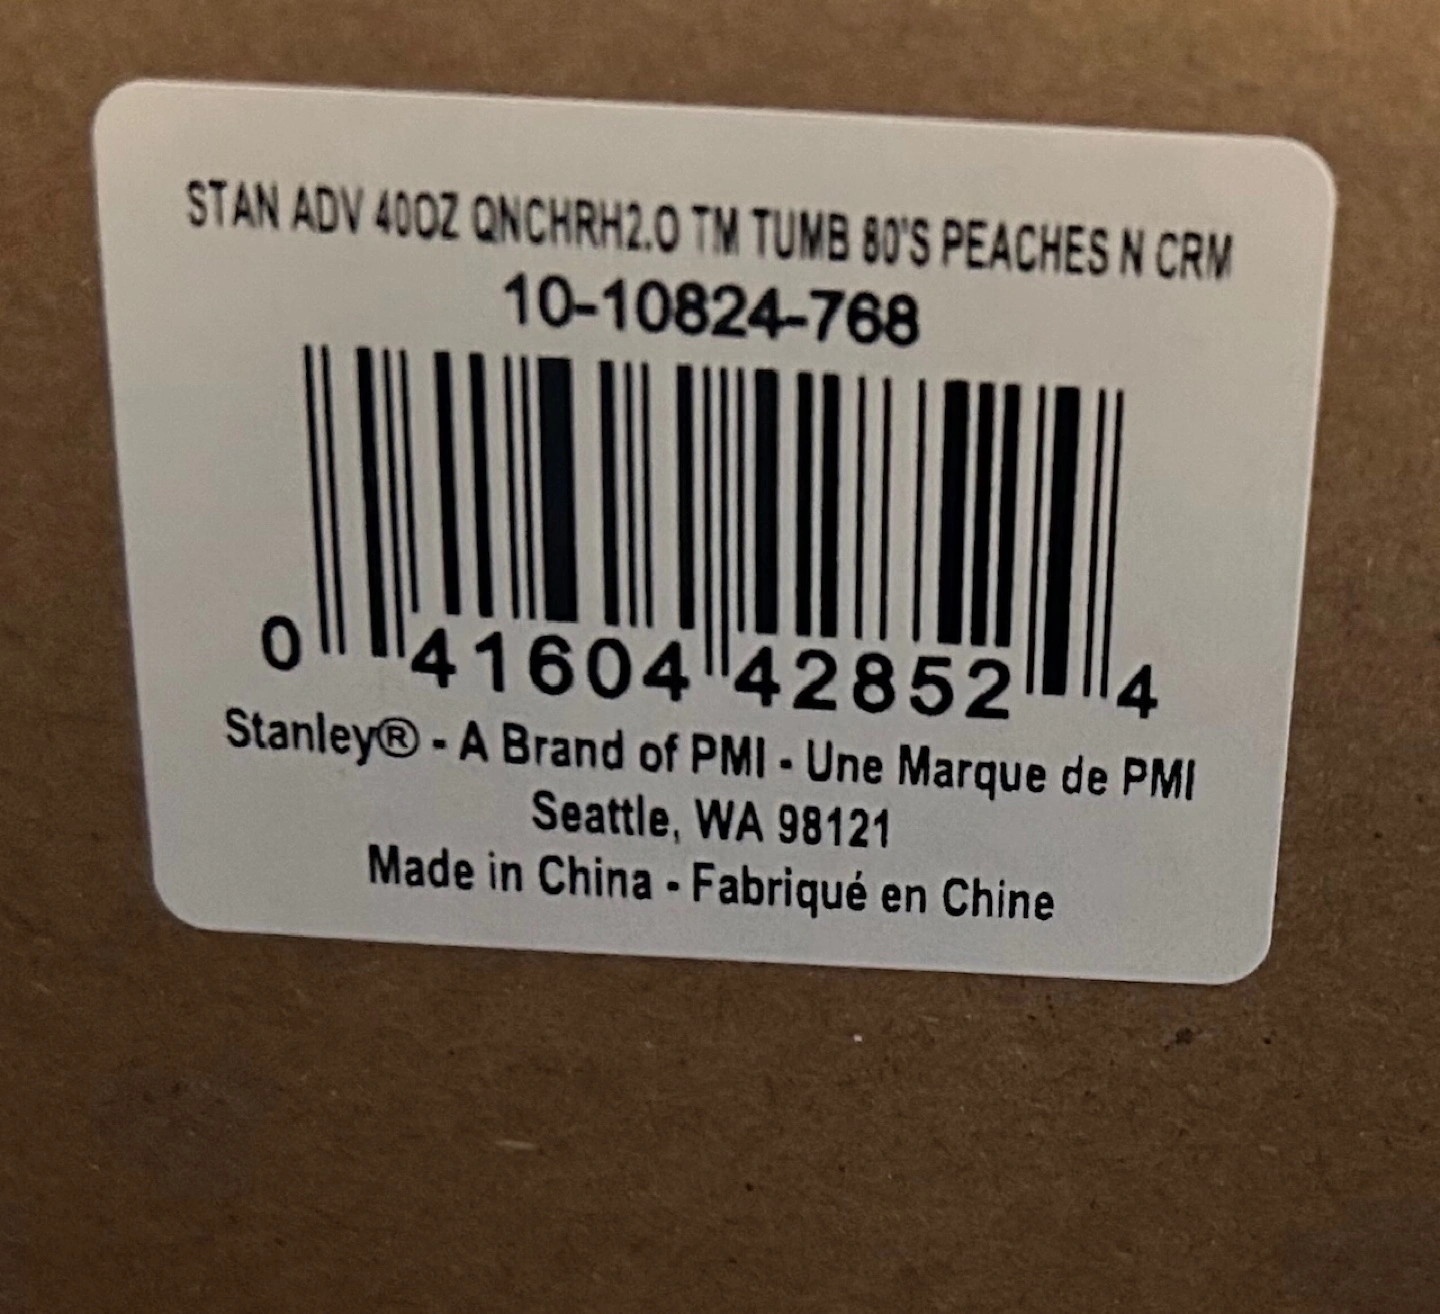 STAN ADV 40OZ QNCHRH2.O TM TUMB 80'S PEACHES N CRM
10-10824-768
0 41604 42852 4
Stanley® - A Brand of PMI - Une Marque de PMI
Seattle, WA 98121
Made in China - Fabriqué en Chine